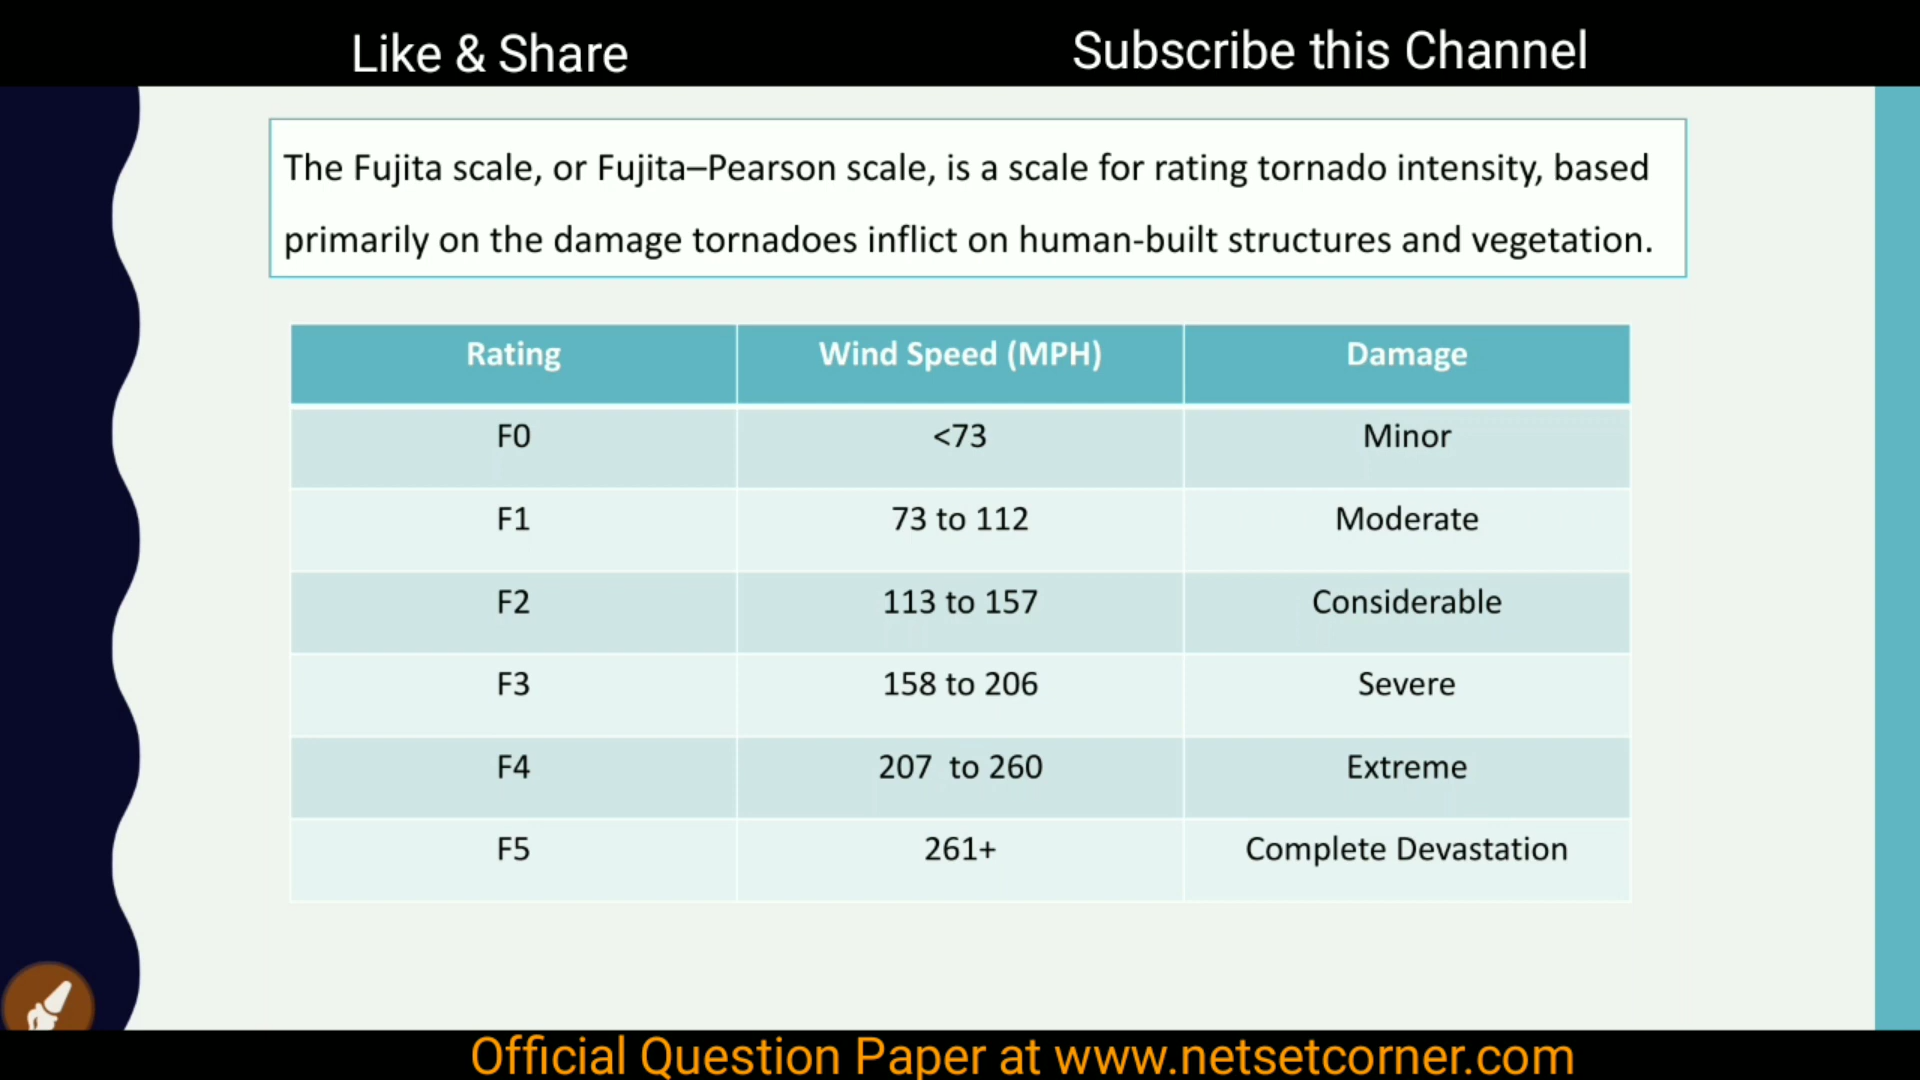 Like & Share
Subscribe this Channel
The Fujita scale, or Fujita–Pearson scale, is a scale for rating tornado intensity, based
primarily on the damage tornadoes inflict on human-built structures and vegetation.
Rating Wind Speed (MPH) Damage
F0 <73 Minor
F1 73 to 112 Moderate
F2 113 to 157 Considerable
F3 158 to 206 Severe
F4 207 to 260 Extreme
F5 261+ Complete Devastation
Official Question Paper at www.netsetcorner.com